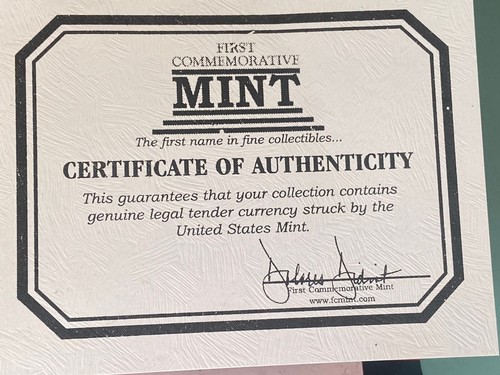 FIRST
COMMEMORATIVE
MINT
The first name in fine collectibles...
CERTIFICATE OF AUTHENTICITY
This guarantees that your collection contains
genuine legal tender currency struck by the
United States Mint.
First Commemorative Mint
www.fcmint.com